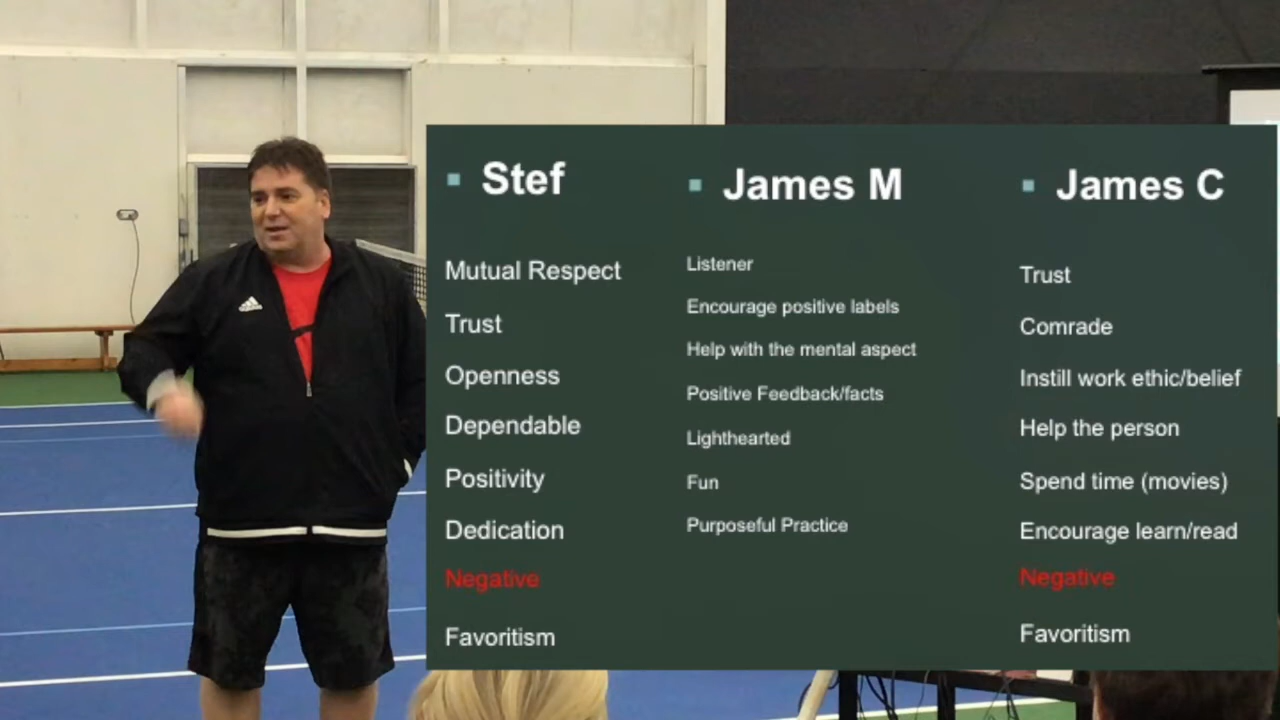 Stef
Mutual Respect
Trust
Openness
Dependable
Positivity
Dedication
Negative
Favoritism
James M
Listener
Encourage positive labels
Help with the mental aspect
Positive Feedback/facts
Lighthearted
Fun
Purposeful Practice
James C
Trust
Comrade
Instill work ethic/belief
Help the person
Spend time (movies)
Encourage learn/read
Negative
Favoritism